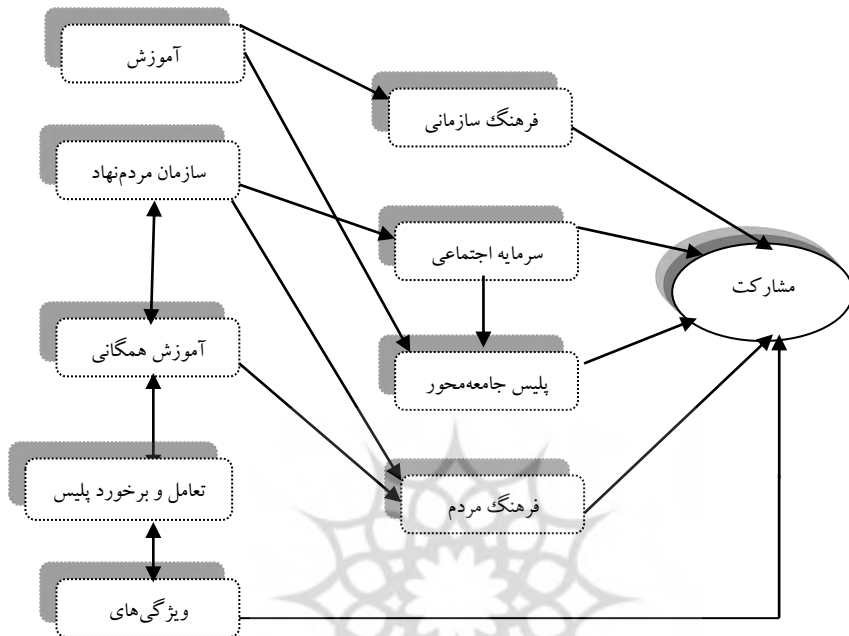 آموزش
فرهنگ سازمانی
سازمان مردم‌نهاد
سرمایه اجتماعی
مشارکت
آموزش همگانی
پلیس جامعه‌محور
تعامل و برخورد پلیس
فرهنگ مردم
ویژگی‌های